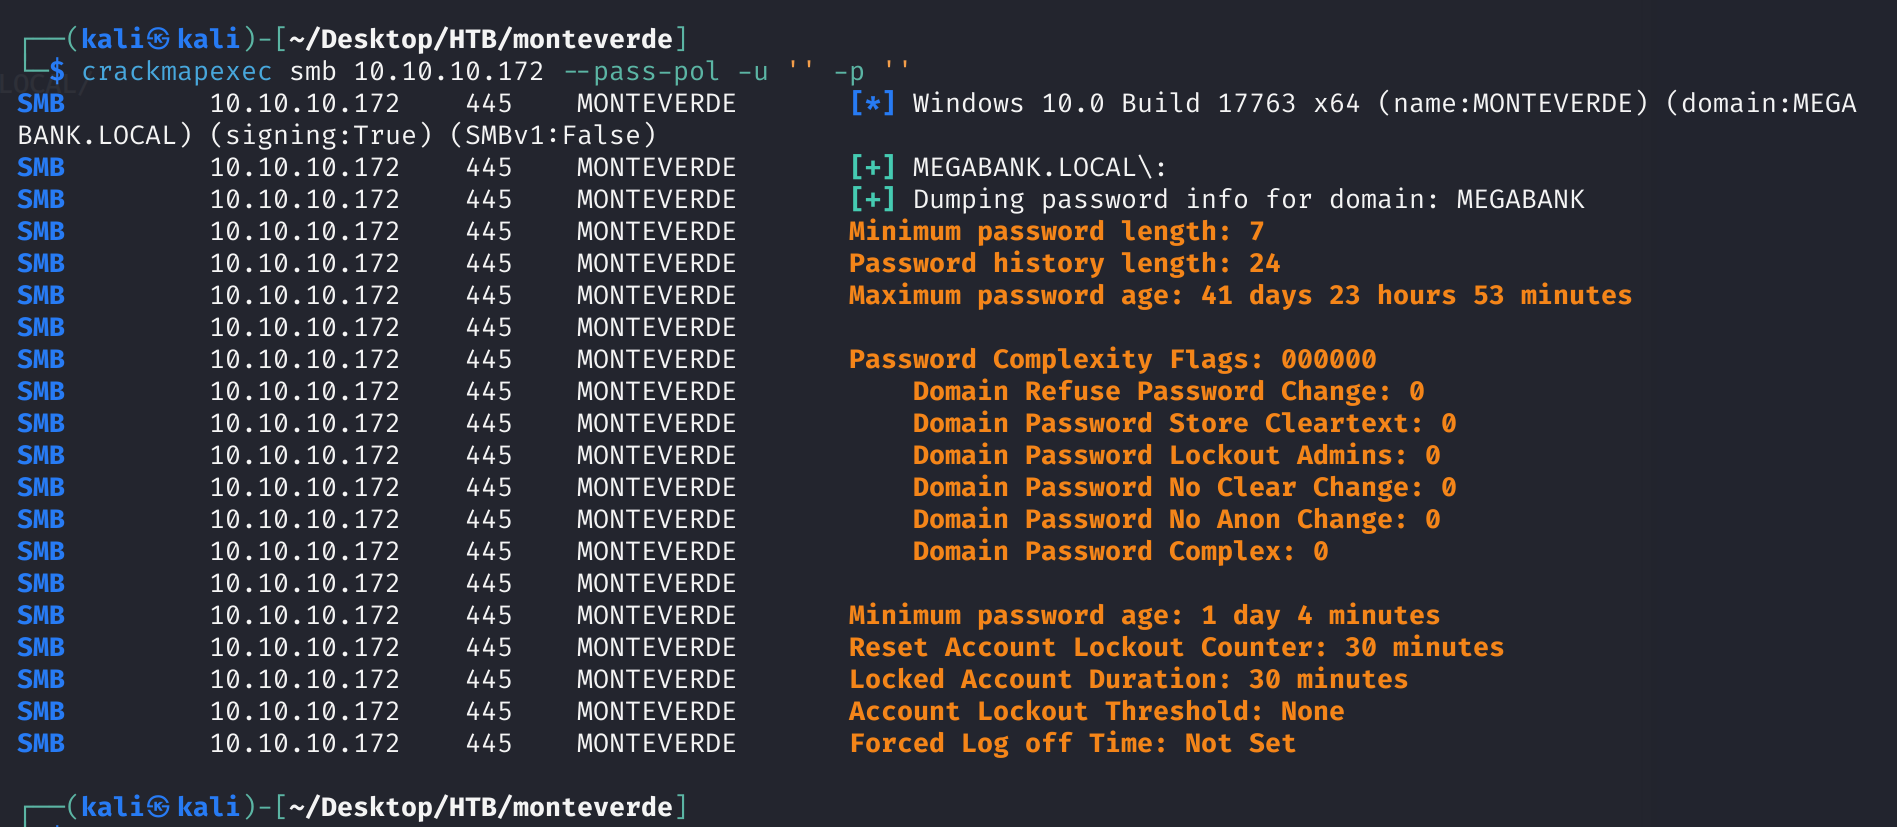 ┌──(kali㉿kali)-[~/Desktop/HTB/monteverde]
└─$ crackmapexec smb 10.10.10.172 --pass-pol -u '' -p ''
LOCAL/
SMB 10.10.10.172 445 MONTEVERDE [*] Windows 10.0 Build 17763 x64 (name:MONTEVERDE) (domain:MEGA
BANK.LOCAL) (signing:True) (SMBv1:False)
SMB 10.10.10.172 445 MONTEVERDE [+] MEGABANK.LOCAL\:
SMB 10.10.10.172 445 MONTEVERDE [+] Dumping password info for domain: MEGABANK
SMB 10.10.10.172 445 MONTEVERDE Minimum password length: 7
SMB 10.10.10.172 445 MONTEVERDE Password history length: 24
SMB 10.10.10.172 445 MONTEVERDE Maximum password age: 41 days 23 hours 53 minutes
SMB 10.10.10.172 445 MONTEVERDE
SMB 10.10.10.172 445 MONTEVERDE Password Complexity Flags: 000000
SMB 10.10.10.172 445 MONTEVERDE Domain Refuse Password Change: 0
SMB 10.10.10.172 445 MONTEVERDE Domain Password Store Cleartext: 0
SMB 10.10.10.172 445 MONTEVERDE Domain Password Lockout Admins: 0
SMB 10.10.10.172 445 MONTEVERDE Domain Password No Clear Change: 0
SMB 10.10.10.172 445 MONTEVERDE Domain Password No Anon Change: 0
SMB 10.10.10.172 445 MONTEVERDE Domain Password Complex: 0
SMB 10.10.10.172 445 MONTEVERDE
SMB 10.10.10.172 445 MONTEVERDE Minimum password age: 1 day 4 minutes
SMB 10.10.10.172 445 MONTEVERDE Reset Account Lockout Counter: 30 minutes
SMB 10.10.10.172 445 MONTEVERDE Locked Account Duration: 30 minutes
SMB 10.10.10.172 445 MONTEVERDE Account Lockout Threshold: None
SMB 10.10.10.172 445 MONTEVERDE Forced Log off Time: Not Set
┌──(kali㉿kali)-[~/Desktop/HTB/monteverde]